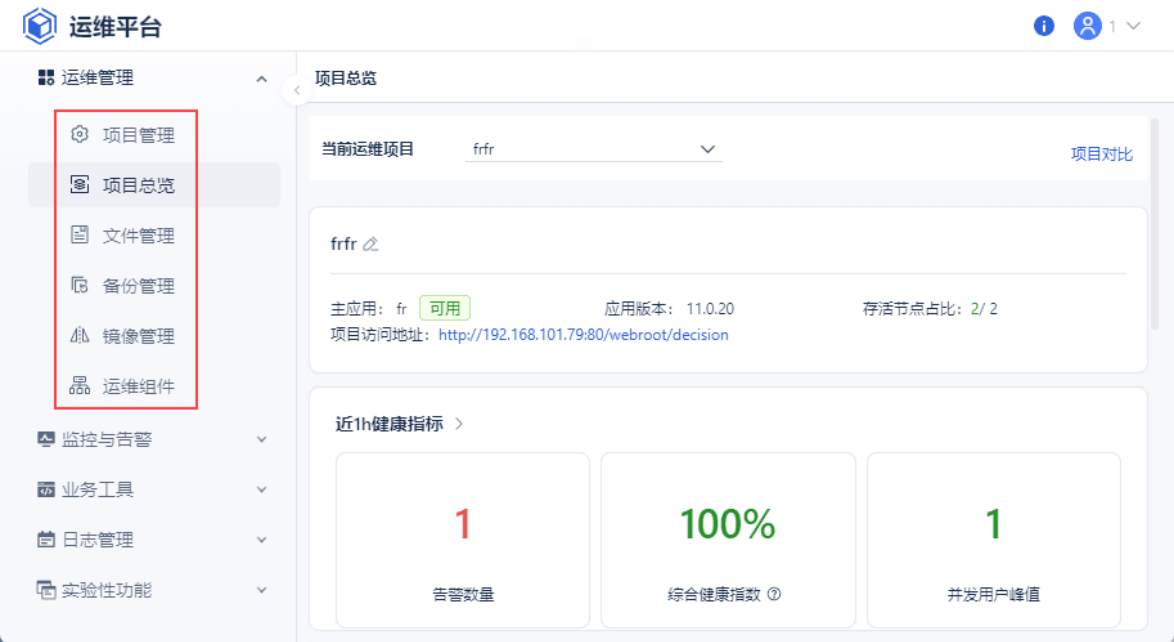 运维平台
1
运维管理
项目管理
项目总览
文件管理
备份管理
镜像管理
运维组件
监控与告警
业务工具
日志管理
实验性功能
项目总览
当前运维项目 frfr
项目对比
frfr
主应用： fr 可用 应用版本： 11.0.20 存活节点占比：2/ 2
项目访问地址：http://192.168.101.79:80/webroot/decision
近1h健康指标
1 100% 1
告警数量 综合健康指数 并发用户峰值